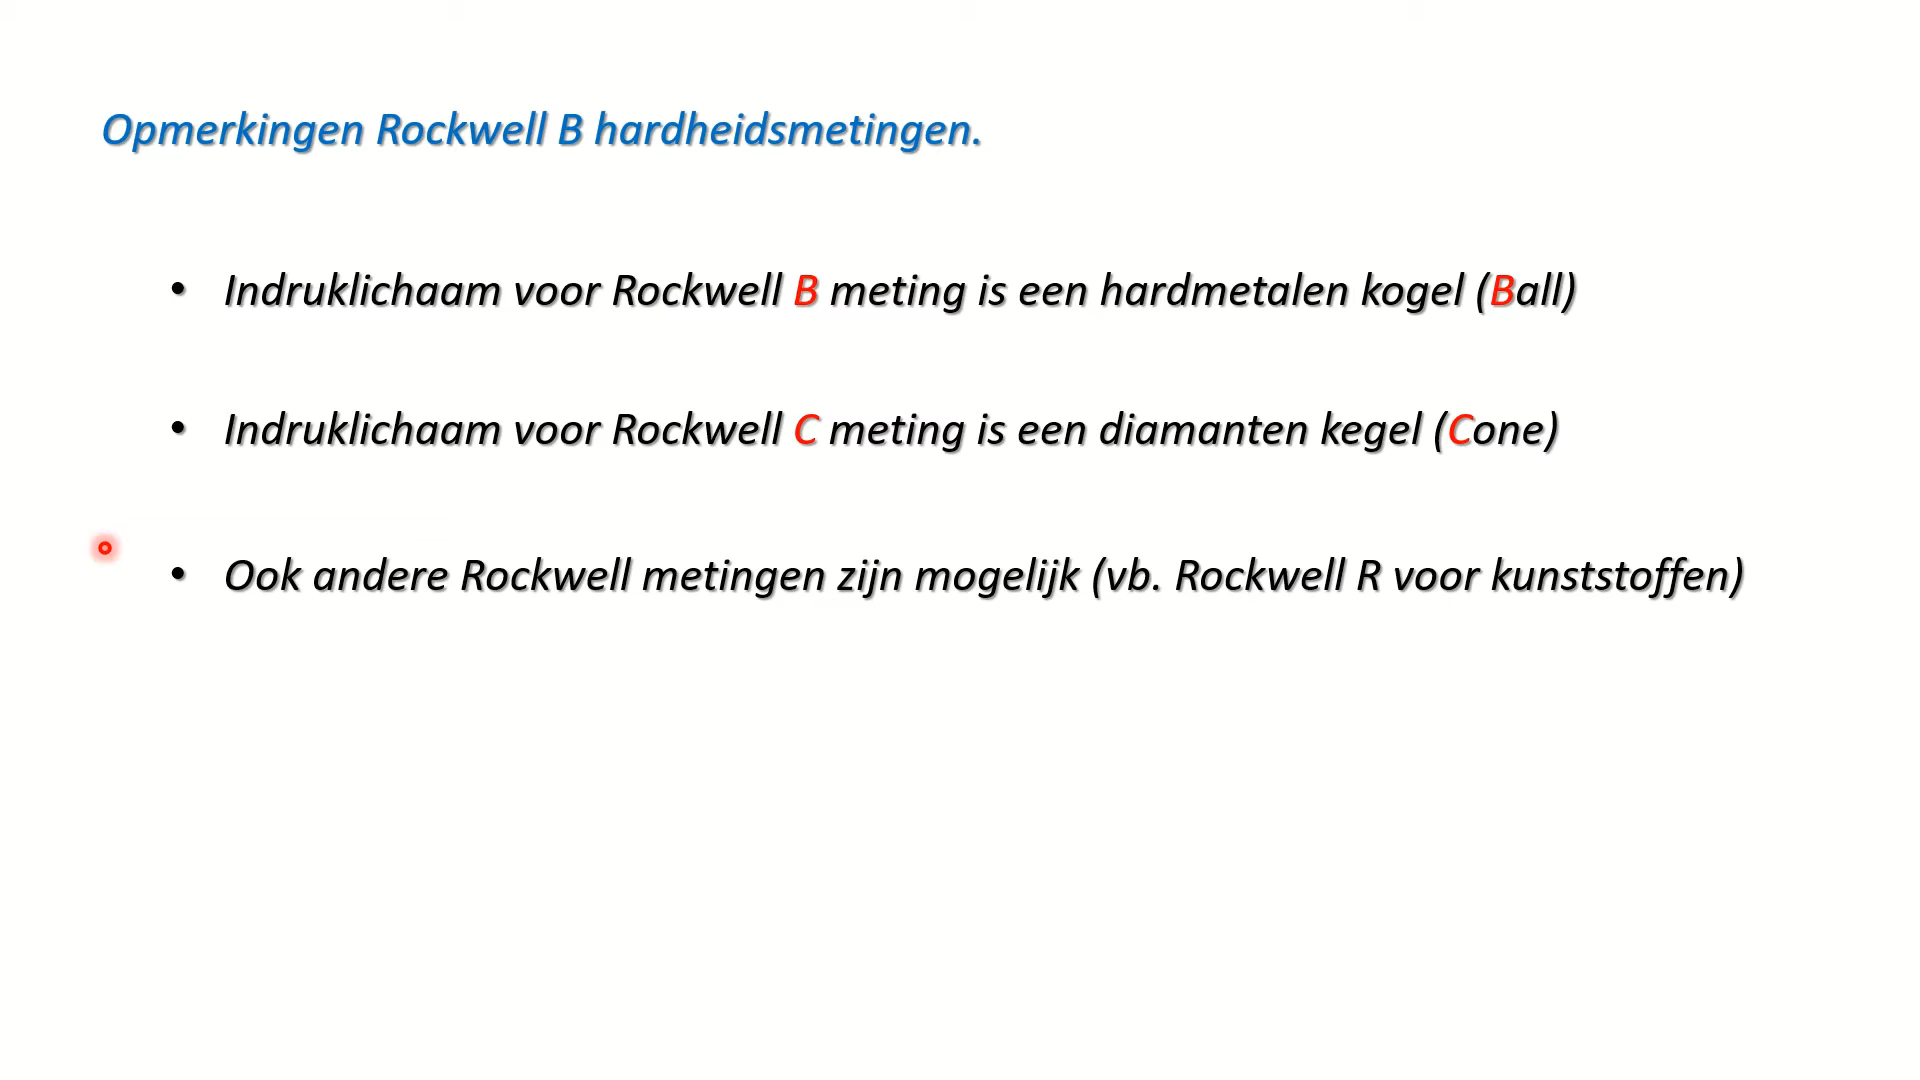 Opmerkingen Rockwell B hardheidsmetingen.
• Indruklichaam voor Rockwell B meting is een hardmetalen kogel (Ball)
• Indruklichaam voor Rockwell C meting is een diamanten kegel (Cone)
• Ook andere Rockwell metingen zijn mogelijk (vb. Rockwell R voor kunststoffen)